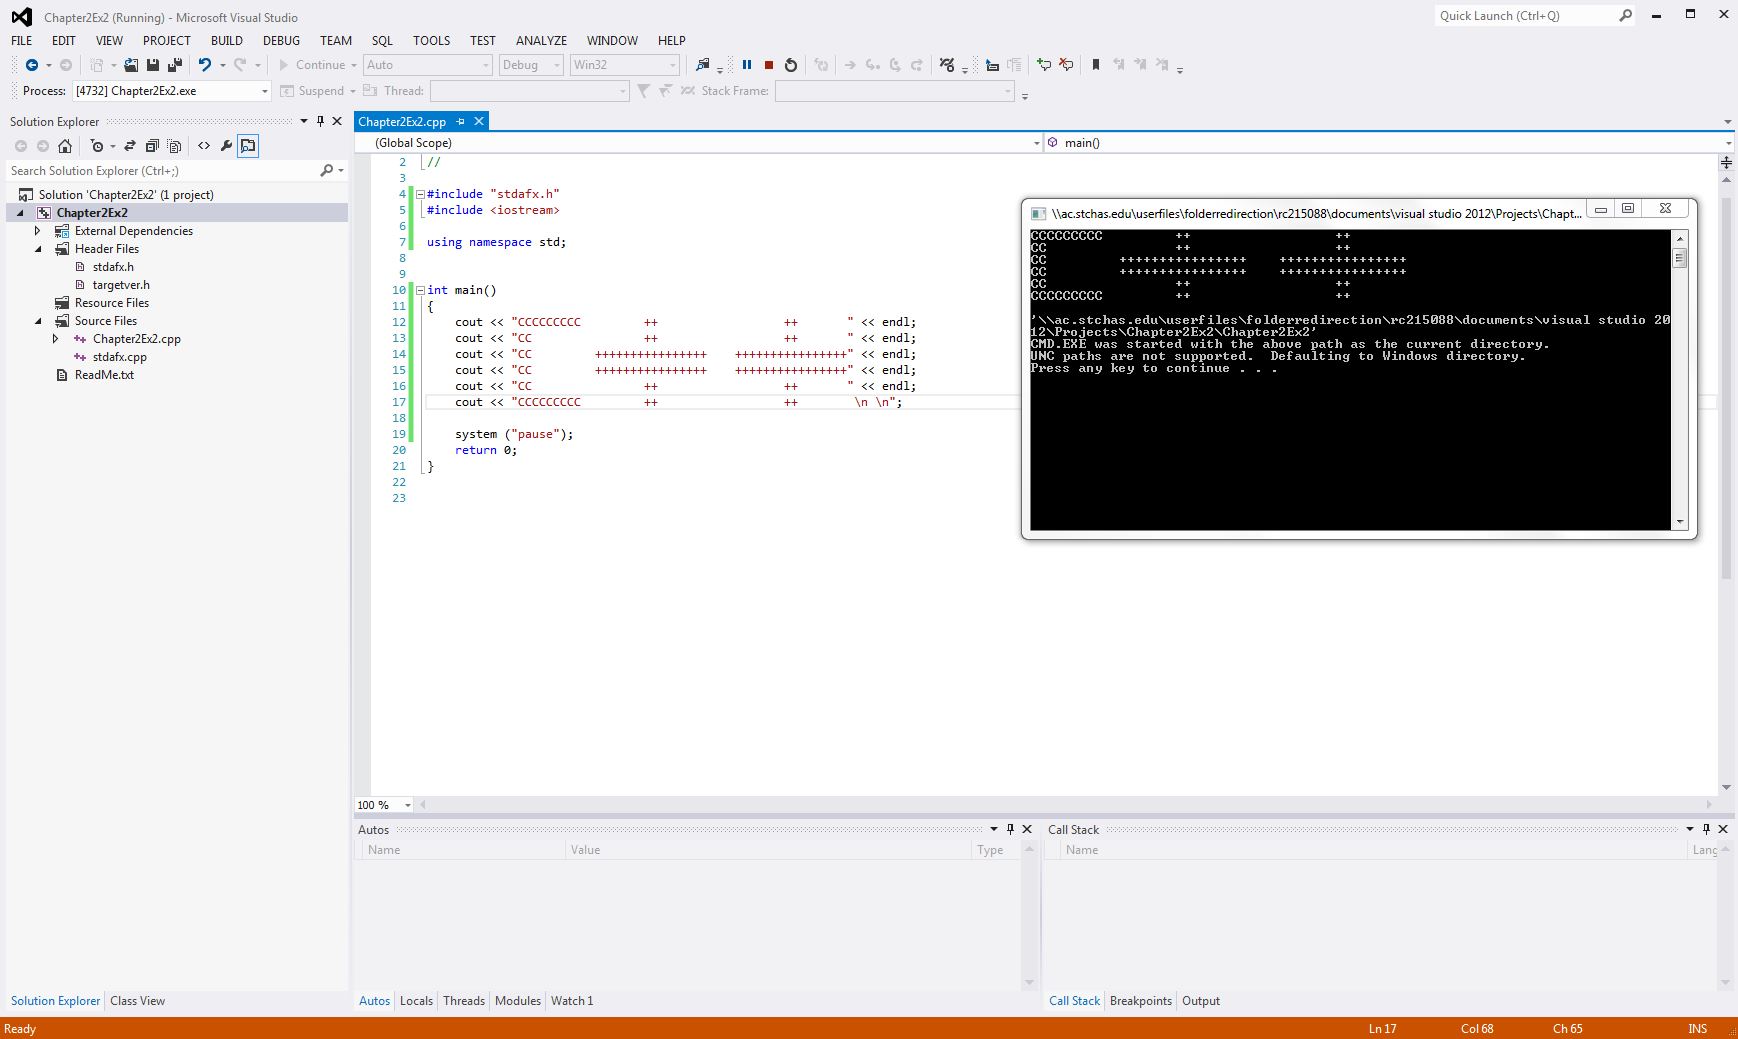 Chapter2Ex2 (Running) - Microsoft Visual Studio
Quick Launch (Ctrl+Q)
FILE EDIT VIEW PROJECT BUILD DEBUG TEAM SQL TOOLS TEST ANALYZE WINDOW HELP
Continue Auto Debug Win32
Process: [4732] Chapter2Ex2.exe Suspend Thread: Stack Frame:
Solution Explorer
Search Solution Explorer (Ctrl+;)
Solution 'Chapter2Ex2' (1 project)
Chapter2Ex2
External Dependencies
Header Files
stdafx.h
targetver.h
Resource Files
Source Files
Chapter2Ex2.cpp
stdafx.cpp
ReadMe.txt
Solution Explorer Class View
Chapter2Ex2.cpp
(Global Scope) main()
2 //
3
4 #include "stdafx.h"
5 #include <iostream>
6
7 using namespace std;
8
9
10 int main()
11 {
12     cout << "CCCCCCCCC         ++                  ++       " << endl;
13     cout << "CC                ++                  ++       " << endl;
14     cout << "CC         ++++++++++++++++    ++++++++++++++++" << endl;
15     cout << "CC         ++++++++++++++++    ++++++++++++++++" << endl;
16     cout << "CC                ++                  ++       " << endl;
17     cout << "CCCCCCCCC         ++                  ++        \n \n";
18
19     system ("pause");
20     return 0;
21 }
22
23
100 %
\\ac.stchas.edu\userfiles\folderredirection\rc215088\documents\visual studio 2012\Projects\Chapt...
CCCCCCCCC         ++                  ++
CC                ++                  ++
CC         ++++++++++++++++    ++++++++++++++++
CC         ++++++++++++++++    ++++++++++++++++
CC                ++                  ++
CCCCCCCCC         ++                  ++
'\\ac.stchas.edu\userfiles\folderredirection\rc215088\documents\visual studio 20
12\Projects\Chapter2Ex2\Chapter2Ex2'
CMD.EXE was started with the above path as the current directory.
UNC paths are not supported.  Defaulting to Windows directory.
Press any key to continue . . .
Autos
Name Value Type
Autos Locals Threads Modules Watch 1
Call Stack
Name Lang
Call Stack Breakpoints Output
Ready Ln 17 Col 68 Ch 65 INS